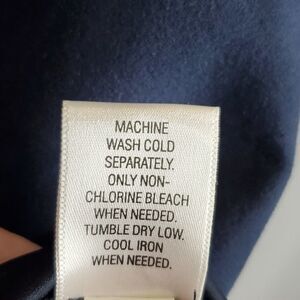 MACHINE
WASH COLD
SEPARATELY.
ONLY NON-
CHLORINE BLEACH
WHEN NEEDED.
TUMBLE DRY LOW.
COOL IRON
WHEN NEEDED.